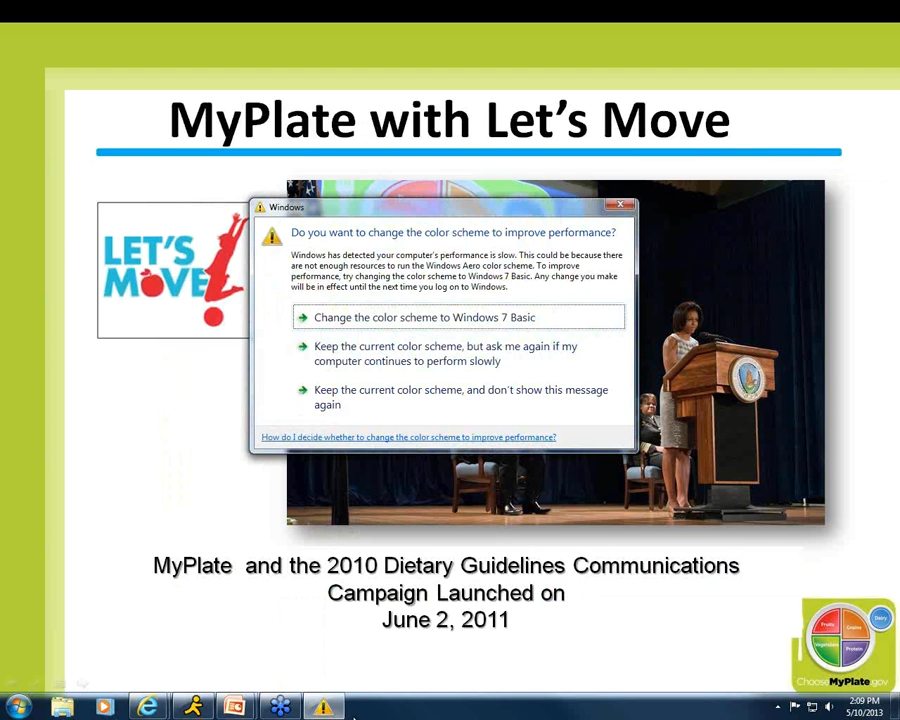 MyPlate with Let's Move
LET'S
MOVE!
Windows
Do you want to change the color scheme to improve performance?
Windows has detected your computer's performance is slow. This could be because there
are not enough resources to run the Windows Aero color scheme. To improve
performance, try changing the color scheme to Windows 7 Basic. Any change you make
will be in effect until the next time you log on to Windows.
Change the color scheme to Windows 7 Basic
Keep the current color scheme, but ask me again if my
computer continues to perform slowly
Keep the current color scheme, and don't show this message
again
How do I decide whether to change the color scheme to improve performance?
MyPlate and the 2010 Dietary Guidelines Communications
Campaign Launched on
June 2, 2011
Dairy
Fruits
Grains
Vegetables
Protein
ChooseMyPlate.gov
2:09 PM
5/10/2013